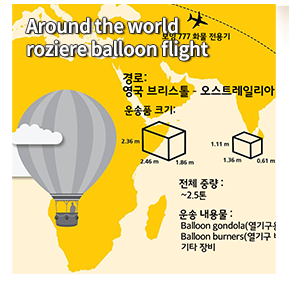 Around the world
roziere balloon flight
보잉 777 화물 전용기
경로:
영국 브리스톨 - 오스트레일리아
운송품 크기:
2.36 m
2.46 m
1.86 m
1.11 m
1.36 m
0.61 m
전체 중량 :
~2.5톤
운송 내용물 :
Balloon gondola(열기구
Balloon burners(열기구
기타 장비